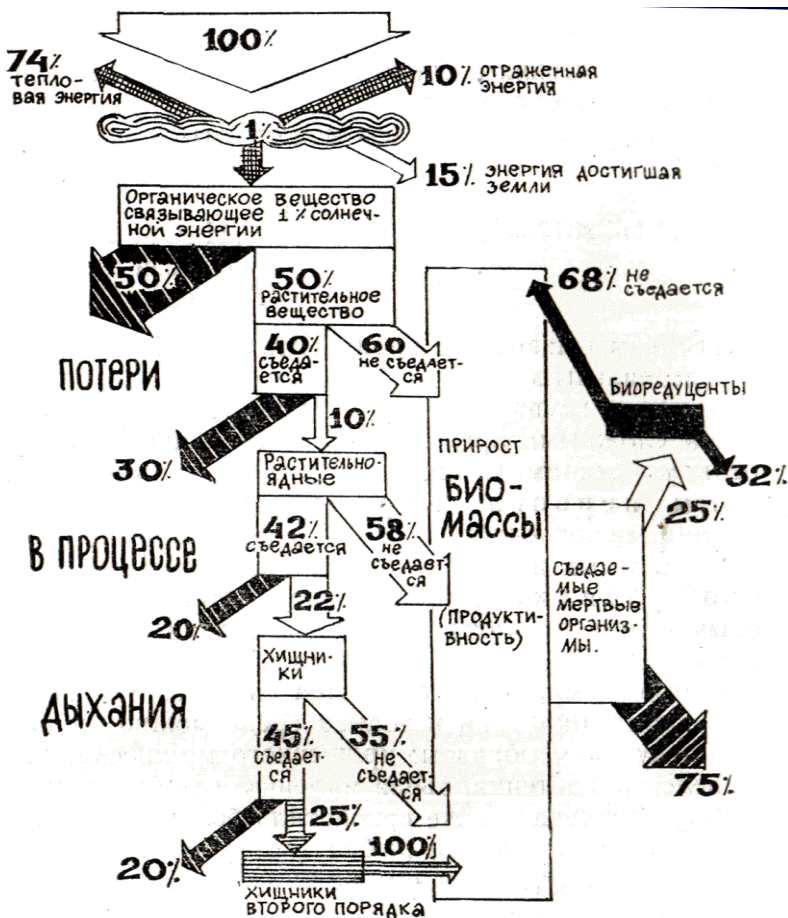 100%
74%
ТЕПЛО-
ВАЯ ЭНЕРГИЯ
10% ОТРАЖЕННАЯ
ЭНЕРГИЯ
1%
15% ЭНЕРГИЯ ДОСТИГШАЯ
ЗЕМЛИ
ОРГАНИЧЕСКОЕ ВЕЩЕСТВО
СВЯЗЫВАЮЩЕЕ 1% СОЛНЕЧ-
НОЙ ЭНЕРГИИ
50%
50%
РАСТИТЕЛЬНОЕ
ВЕЩЕСТВО
68% НЕ
СЪЕДАЕТСЯ
40%
СЪЕДА-
ЕТСЯ
60
НЕ СЪЕДАЕТ-
СЯ
ПОТЕРИ
БИОРЕДУЦЕНТЫ
10%
30%
РАСТИТЕЛЬНО-
ЯДНЫЕ
ПРИРОСТ
БИО-
МАССЫ
32%
25%
42%
СЪЕДАЕТСЯ
58%
НЕ
СЪЕДАЕТ-
СЯ
В ПРОЦЕССЕ
СЪЕДАЕ-
МЫЕ
МЕРТВЫЕ
ОРГАНИЗ-
МЫ.
22%
20%
(ПРОДУКТИ-
ВНОСТЬ)
ХИЩНИ-
КИ
ДЫХАНИЯ
45%
СЪЕДА-
ЕТСЯ
55%
НЕ
СЪЕДАЕТ-
СЯ
75%
25%
20%
100%
ХИЩНИКИ
ВТОРОГО ПОРЯДКА